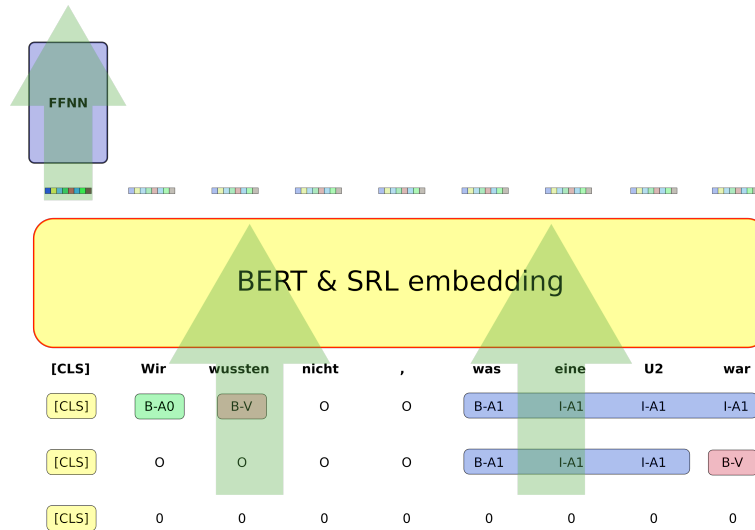 FFNN
BERT & SRL embedding
[CLS] Wir wussten nicht , was eine U2 war
[CLS] B-A0 B-V O O B-A1 I-A1 I-A1 I-A1
[CLS] O O O O B-A1 I-A1 I-A1 B-V
[CLS] 0 0 0 0 0 0 0 0